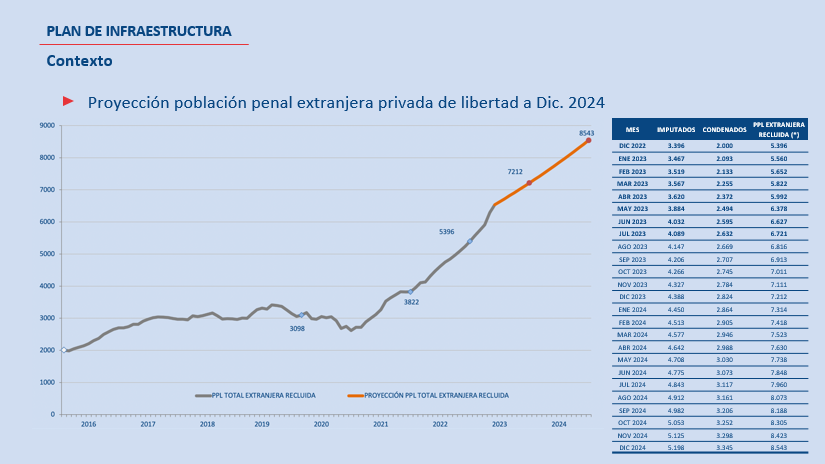 PLAN DE INFRAESTRUCTURA
Contexto
Proyección población penal extranjera privada de libertad a Dic. 2024
9000
8000
7000
6000
5000
4000
3000
2000
1000
0
3098
3822
5396
7212
8543
PPL TOTAL EXTRANJERA RECLUIDA
PROYECCIÓN PPL TOTAL EXTRANJERA RECLUIDA
2016 2017 2018 2019 2020 2021 2022 2023 2024
MES IMPUTADOS CONDENADOS PPL EXTRANJERA RECLUIDA (*)
DIC 2022 3.396 2.000 5.396
ENE 2023 3.467 2.093 5.560
FEB 2023 3.519 2.133 5.652
MAR 2023 3.567 2.255 5.822
ABR 2023 3.620 2.372 5.992
MAY 2023 3.884 2.494 6.378
JUN 2023 4.032 2.595 6.627
JUL 2023 4.089 2.632 6.721
AGO 2023 4.147 2.669 6.816
SEP 2023 4.206 2.707 6.913
OCT 2023 4.266 2.745 7.011
NOV 2023 4.327 2.784 7.111
DIC 2023 4.388 2.824 7.212
ENE 2024 4.450 2.864 7.314
FEB 2024 4.513 2.905 7.418
MAR 2024 4.577 2.946 7.523
ABR 2024 4.642 2.988 7.630
MAY 2024 4.708 3.030 7.738
JUN 2024 4.775 3.073 7.848
JUL 2024 4.843 3.117 7.960
AGO 2024 4.912 3.161 8.073
SEP 2024 4.982 3.206 8.188
OCT 2024 5.053 3.252 8.305
NOV 2024 5.125 3.298 8.423
DIC 2024 5.198 3.345 8.543